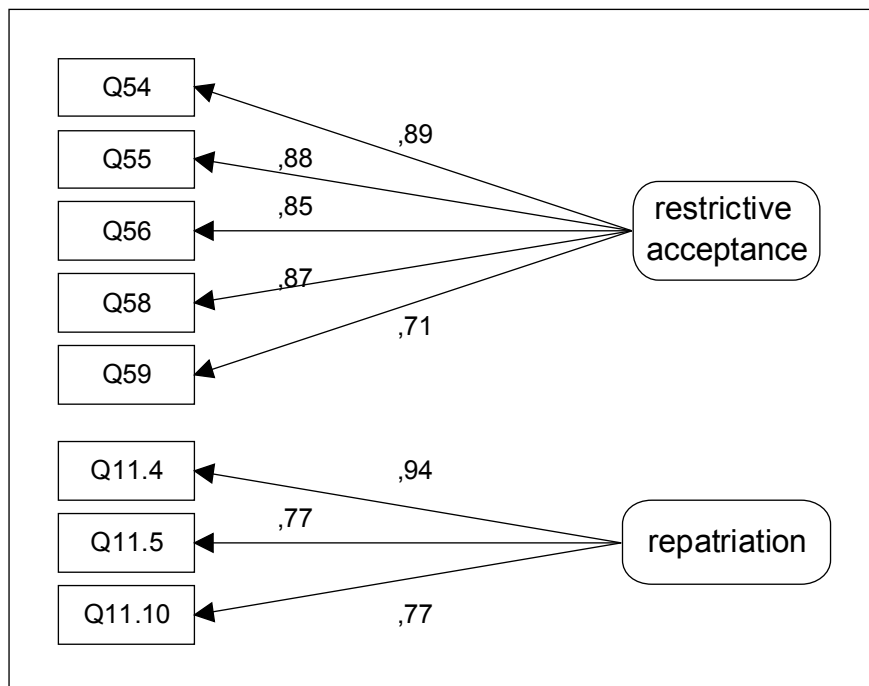 Q54
,89
Q55
,88
Q56
,85
restrictive
acceptance
Q58
,87
Q59
,71
Q11.4
,94
Q11.5
,77
repatriation
Q11.10
,77